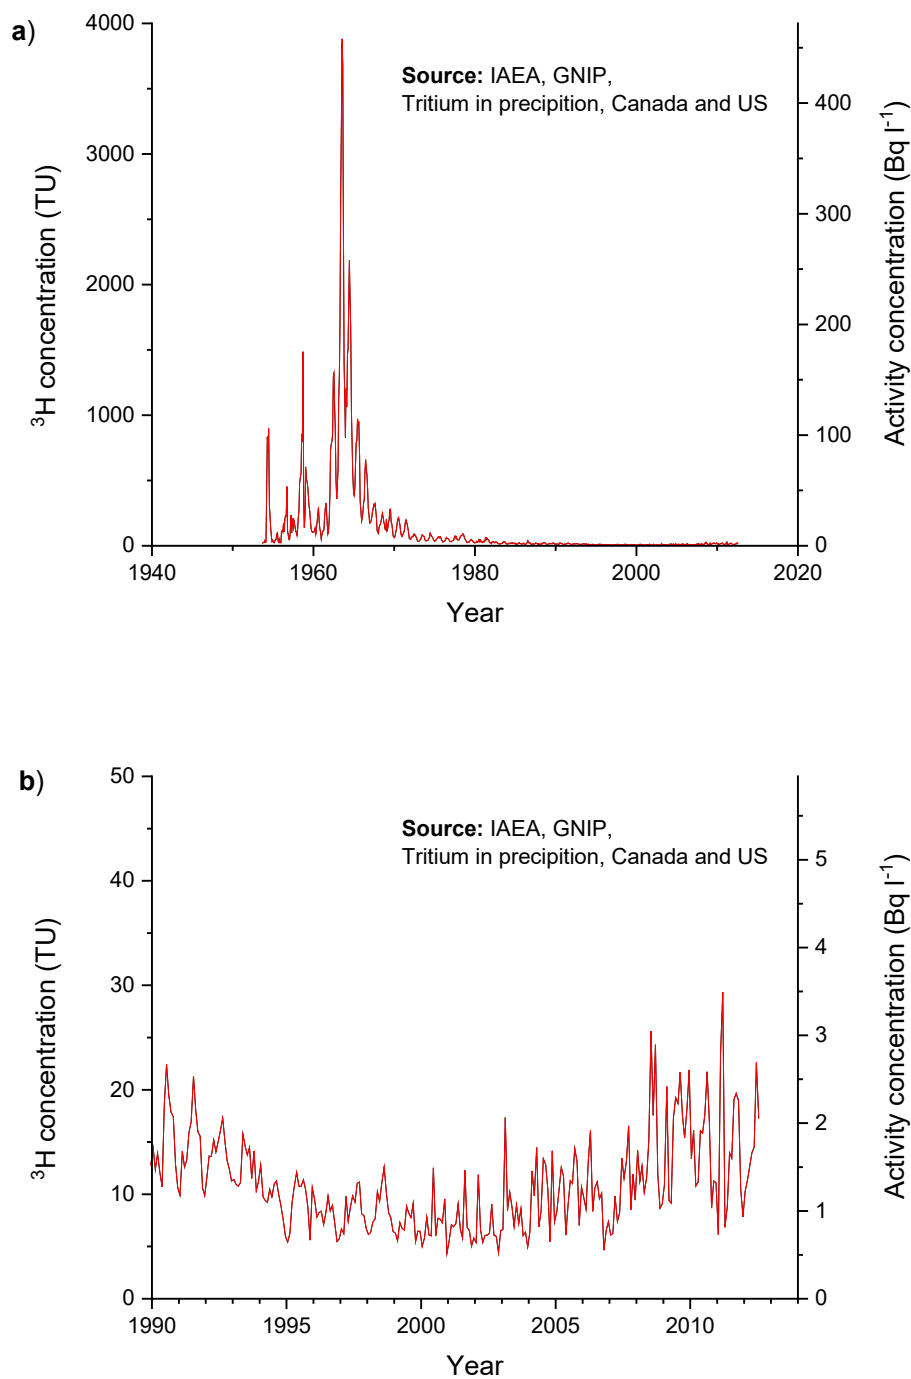 a)
Source: IAEA, GNIP,
Tritium in precipition, Canada and US
³H concentration (TU)
4000
3000
2000
1000
0
Activity concentration (Bq l⁻¹)
400
300
200
100
0
1940 1960 1980 2000 2020
Year
b)
Source: IAEA, GNIP,
Tritium in precipition, Canada and US
³H concentration (TU)
50
40
30
20
10
0
Activity concentration (Bq l⁻¹)
5
4
3
2
1
0
1990 1995 2000 2005 2010
Year